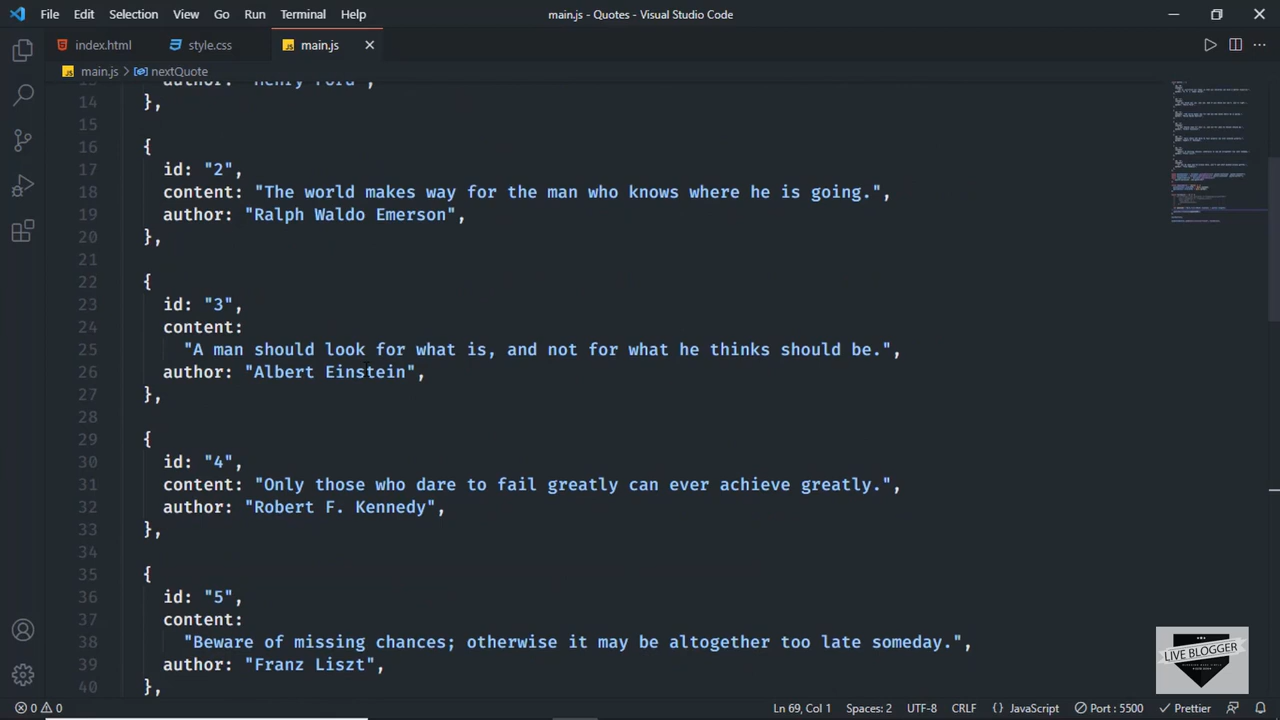 File Edit Selection View Go Run Terminal Help main.js - Quotes - Visual Studio Code
index.html style.css main.js
main.js > nextQuote
13 author: "Henry Ford",
14 },
15
16 {
17 id: "2",
18 content: "The world makes way for the man who knows where he is going.",
19 author: "Ralph Waldo Emerson",
20 },
21
22 {
23 id: "3",
24 content:
25 "A man should look for what is, and not for what he thinks should be.",
26 author: "Albert Einstein",
27 },
28
29 {
30 id: "4",
31 content: "Only those who dare to fail greatly can ever achieve greatly.",
32 author: "Robert F. Kennedy",
33 },
34
35 {
36 id: "5",
37 content:
38 "Beware of missing chances; otherwise it may be altogether too late someday.",
39 author: "Franz Liszt",
40 },
LIVE BLOGGER
0 0 Ln 69, Col 1 Spaces: 2 UTF-8 CRLF {} JavaScript Port : 5500 Prettier